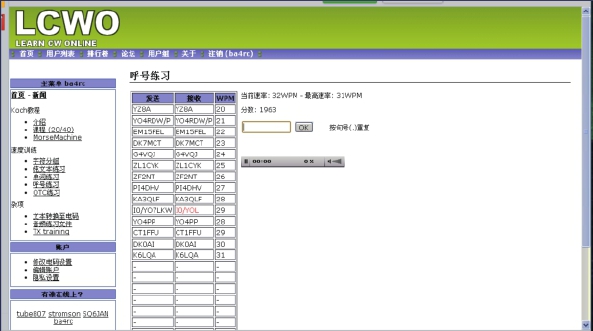 LCWO
LEARN CW ONLINE
首页 用户列表 排行榜 论坛 用户组 关于 注销 (ba4rc)
主菜单 ba4rc
首页 - 新闻
Koch教程
介绍
课程 (20/40)
MorseMachine
速度训练
字符分组
纯文本练习
单词练习
呼号练习
QTC练习
杂项
文本转换至电码
音频练习文件
TX training
账户
修改电码设置
编辑账户
隐私设置
有谁在线上？
tube807 stromson SQ6JAN
ba4rc
呼号练习
发送 接收 WPM
YZ8A YZ8A 20
YO4RDW/P YO4RDW/P 21
EM15FEL EM15FEL 22
DK7MCT DK7MCT 23
G4VQJ G4VQJ 24
ZL1CYK ZL1CYK 25
ZF2NT ZF2NT 26
PI4DHV PI4DHV 27
KA3QLF KA3QLF 28
I0/YO7LKW I0/YOL 29
YO4PP YO4PP 28
CT1FFU CT1FFU 29
DK0AI DK0AI 30
K6LQA K6LQA 31
- - -
- - -
- - -
- - -
- - -
- - -
当前速率: 32WPM - 最高速率: 31WPM
分数: 1963
OK 按句号(.)重复
00:00